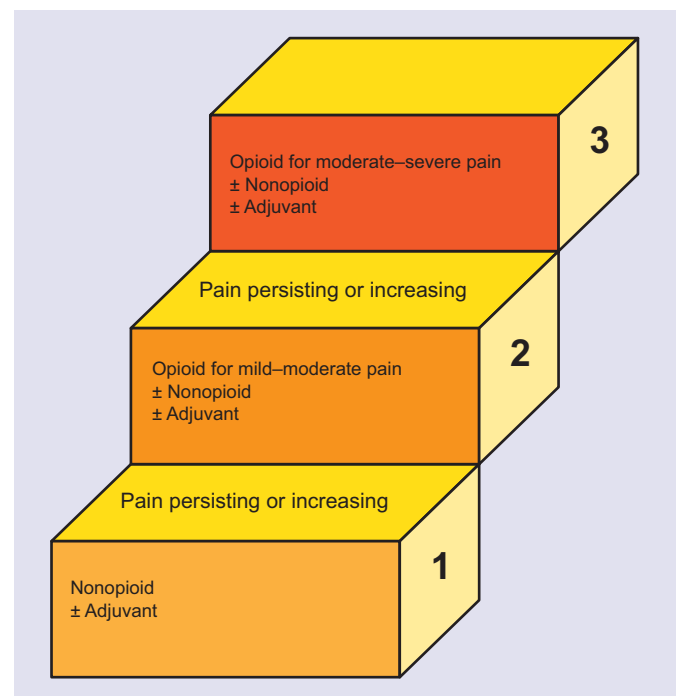 3
Opioid for moderate–severe pain
± Nonopioid
± Adjuvant
Pain persisting or increasing
2
Opioid for mild–moderate pain
± Nonopioid
± Adjuvant
Pain persisting or increasing
1
Nonopioid
± Adjuvant